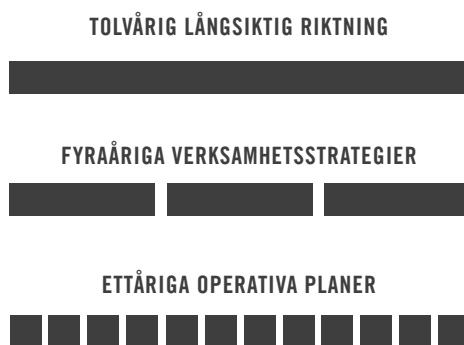 TOLVÅRIG LÅNGSIKTIG RIKTNING
FYRAÅRIGA VERKSAMHETSSTRATEGIER
ETTÅRIGA OPERATIVA PLANER